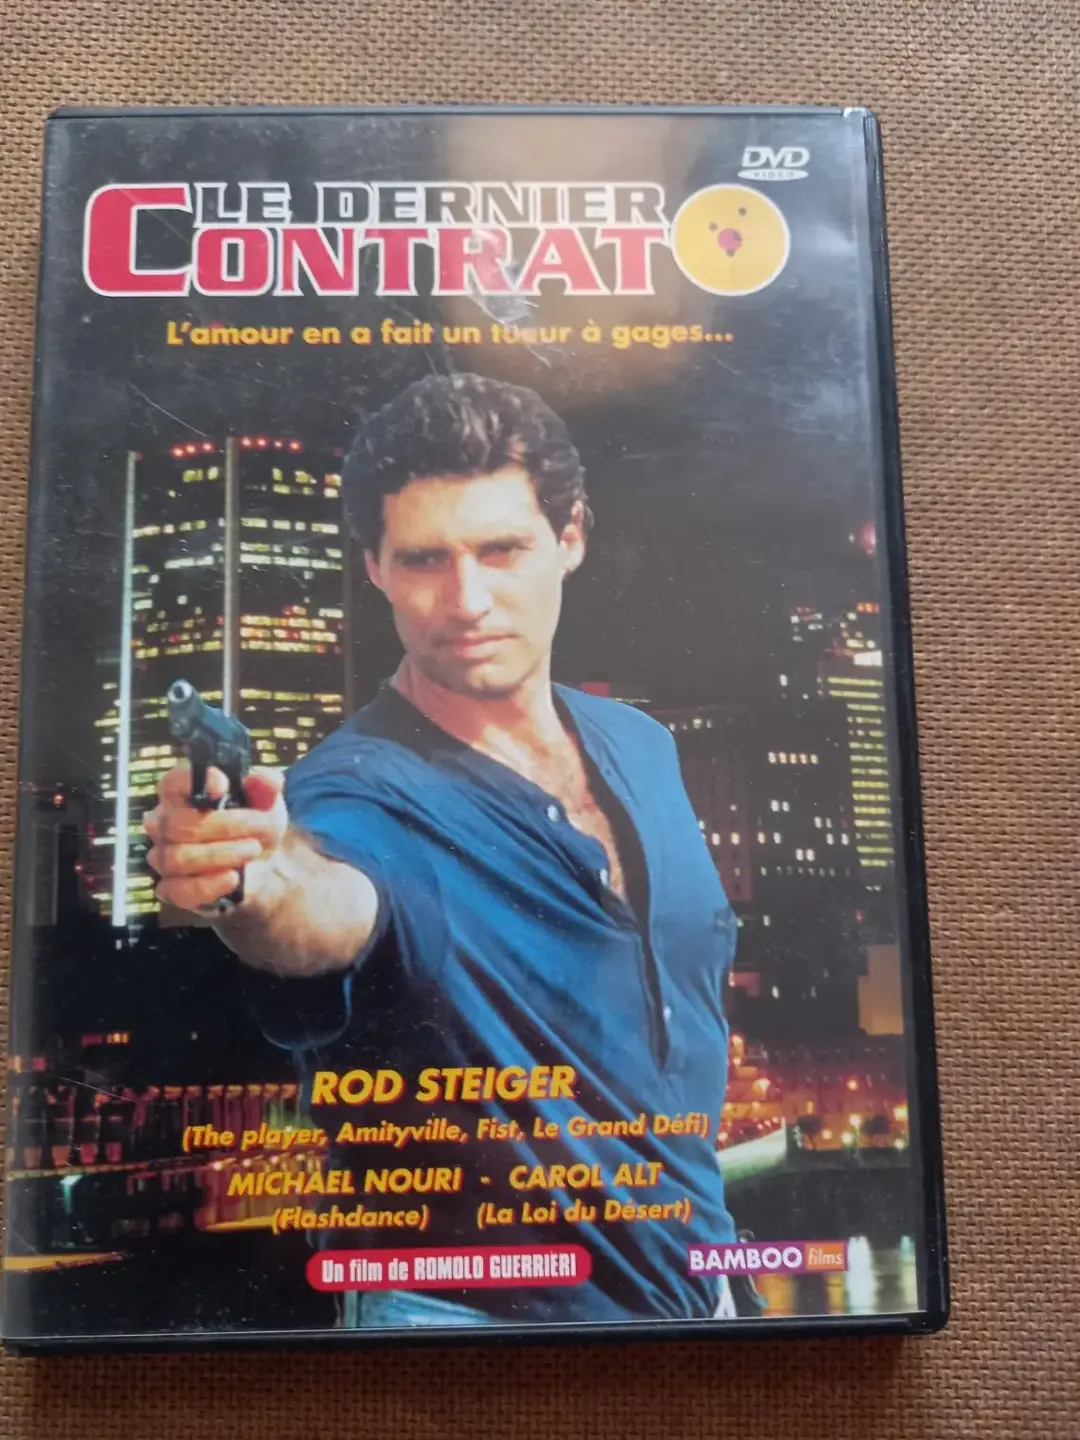 DVD
VIDEO
LE DERNIER
CONTRAT
L'amour en a fait un tueur à gages...
ROD STEIGER
(The player, Amityville, Fist, Le Grand Défi)
MICHAEL NOURI - CAROL ALT
(Flashdance) (La Loi du Désert)
Un film de ROMOLO GUERRIERI
BAMBOO films